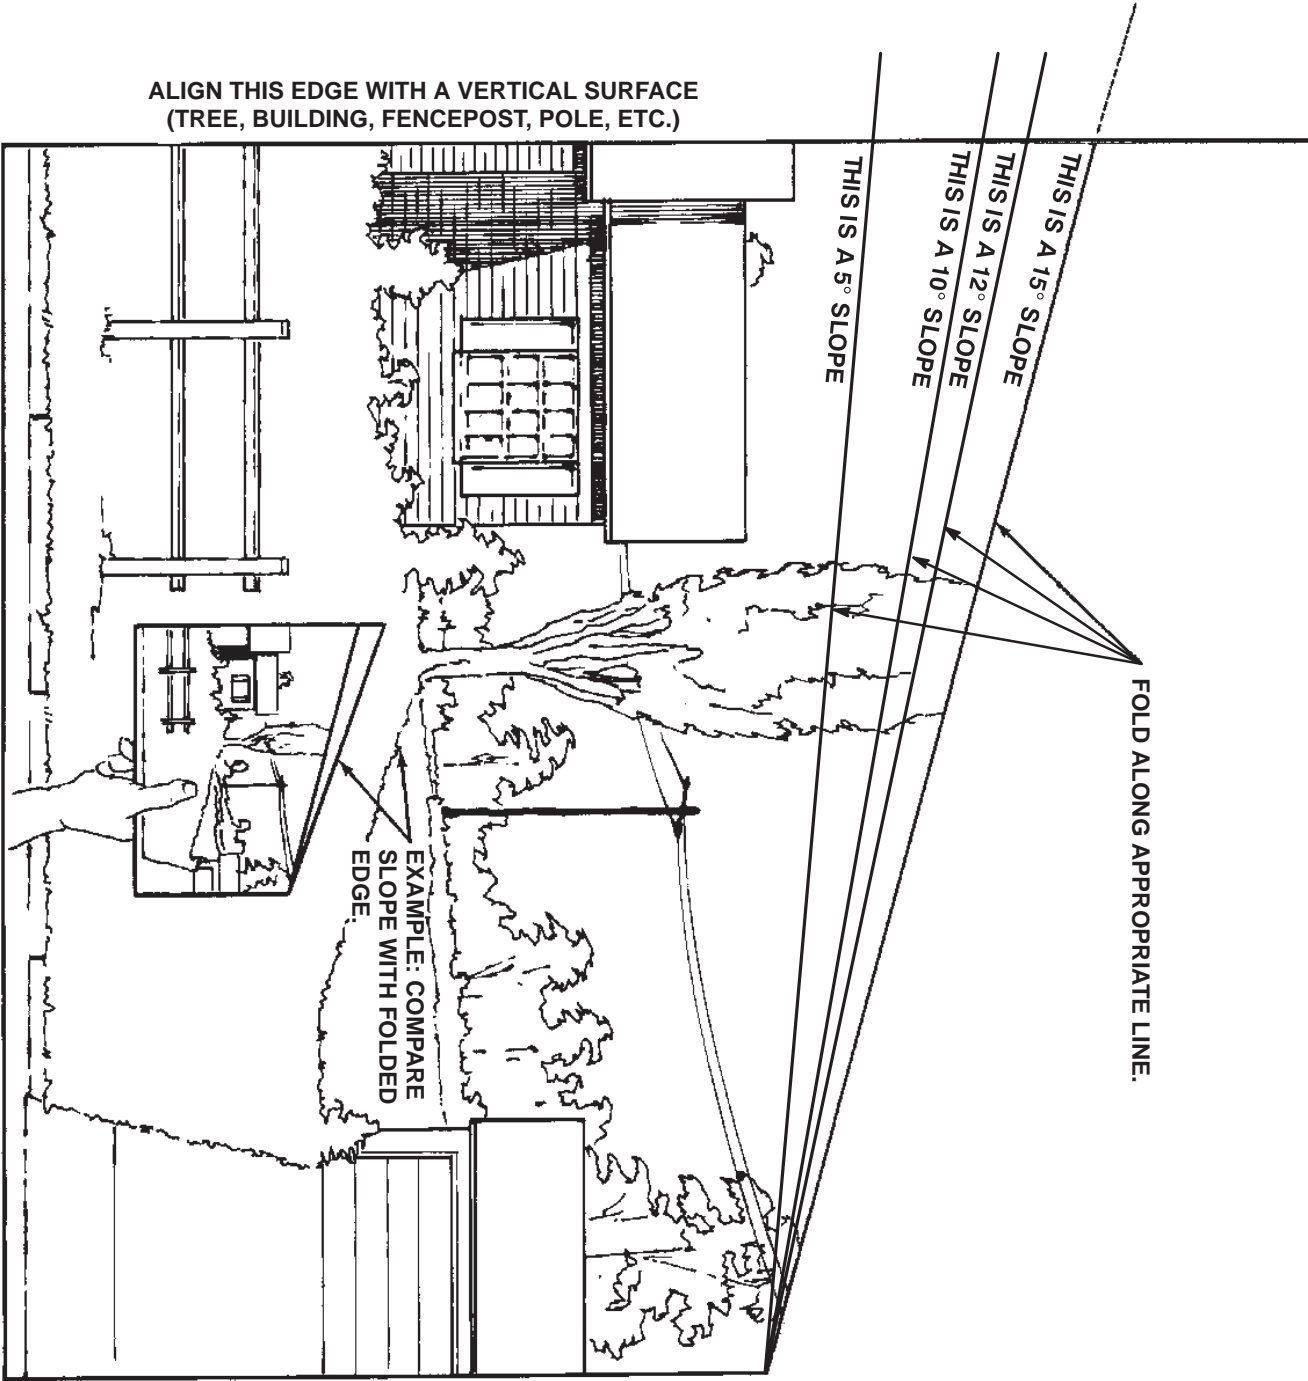 ALIGN THIS EDGE WITH A VERTICAL SURFACE
(TREE, BUILDING, FENCEPOST, POLE, ETC.)
FOLD ALONG APPROPRIATE LINE.
THIS IS A 15° SLOPE
THIS IS A 12° SLOPE
THIS IS A 10° SLOPE
THIS IS A 5° SLOPE
EXAMPLE: COMPARE
SLOPE WITH FOLDED
EDGE.